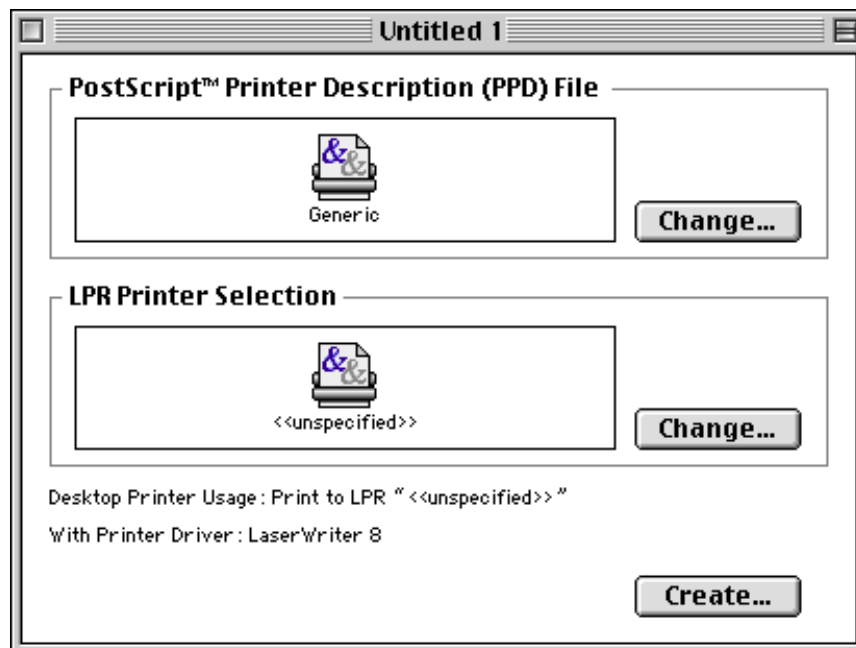 Untitled 1
PostScript™ Printer Description (PPD) File
&&
Generic
Change...
LPR Printer Selection
&&
<<unspecified>>
Change...
Desktop Printer Usage : Print to LPR “<<unspecified>>”
With Printer Driver : LaserWriter 8
Create...